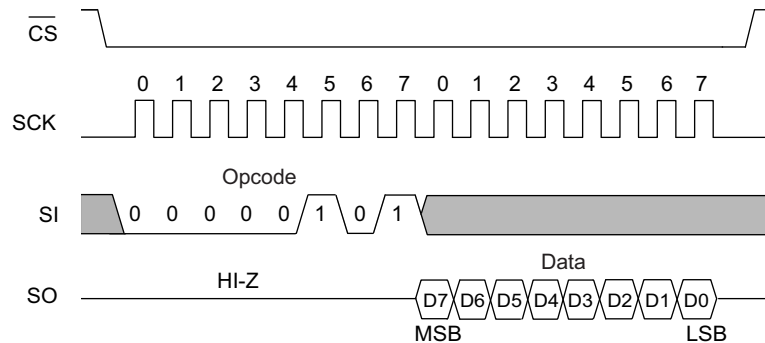 CS
0 1 2 3 4 5 6 7 0 1 2 3 4 5 6 7
SCK
Opcode
SI 0 0 0 0 0 1 0 1
Data
HI-Z
SO D7 D6 D5 D4 D3 D2 D1 D0
MSB LSB